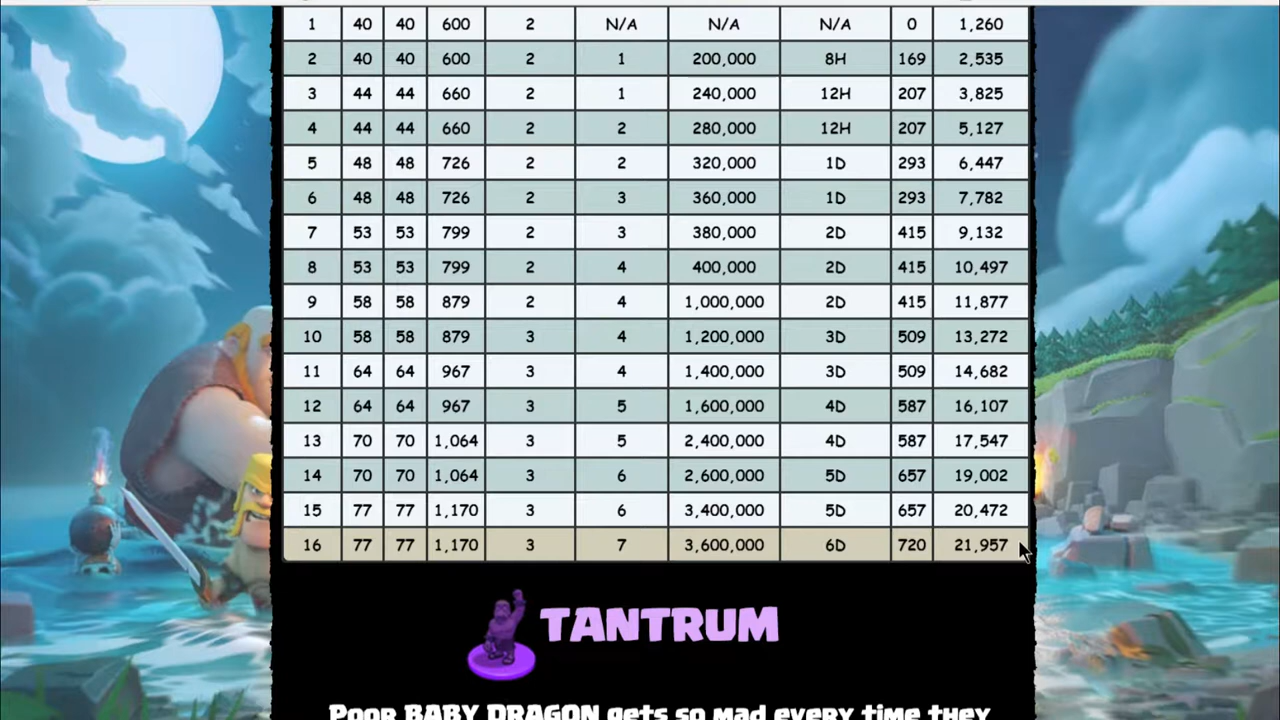 1 40 40 600 2 N/A N/A N/A 0 1,260
2 40 40 600 2 1 200,000 8H 169 2,535
3 44 44 660 2 1 240,000 12H 207 3,825
4 44 44 660 2 2 280,000 12H 207 5,127
5 48 48 726 2 2 320,000 1D 293 6,447
6 48 48 726 2 3 360,000 1D 293 7,782
7 53 53 799 2 3 380,000 2D 415 9,132
8 53 53 799 2 4 400,000 2D 415 10,497
9 58 58 879 2 4 1,000,000 2D 415 11,877
10 58 58 879 3 4 1,200,000 3D 509 13,272
11 64 64 967 3 4 1,400,000 3D 509 14,682
12 64 64 967 3 5 1,600,000 4D 587 16,107
13 70 70 1,064 3 5 2,400,000 4D 587 17,547
14 70 70 1,064 3 6 2,600,000 5D 657 19,002
15 77 77 1,170 3 6 3,400,000 5D 657 20,472
16 77 77 1,170 3 7 3,600,000 6D 720 21,957
TANTRUM
Poor BABY DRAGON gets so mad every time they